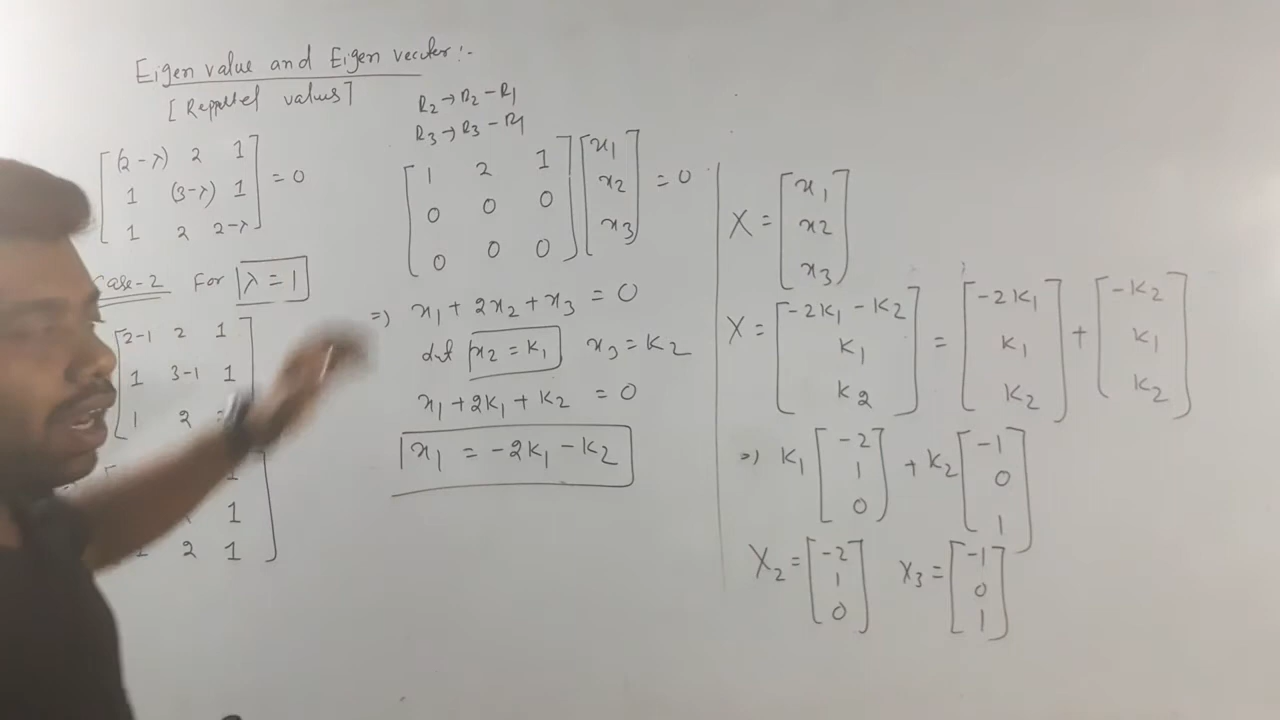 Eigen value and Eigen vector :-
[Reppeted values]
[(2-λ) 2 1]
[1 (3-λ) 1] = 0
[1 2 2-λ]
Case-2 For λ = 1
[2-1 2 1]
[1 3-1 1]
[1 2
1
1
2 1]
R2 → R2 - R1
R3 → R3 - R1
[1 2 1] [x1]
[0 0 0] [x2] = 0
[0 0 0] [x3]
⇒) x1 + 2x2 + x3 = 0
let x2 = K1 x3 = K2
x1 + 2K1 + K2 = 0
x1 = -2K1 - K2
X = [x1]
[x2]
[x3]
X = [-2K1 - K2] = [-2K1] + [-K2]
[K1] [K1] [K1]
[K2] [K2] [K2]
⇒) K1 [-2] + K2 [-1]
[1] [0]
[0] [1]
X2 = [-2] X3 = [-1]
[1] [0]
[0] [1]